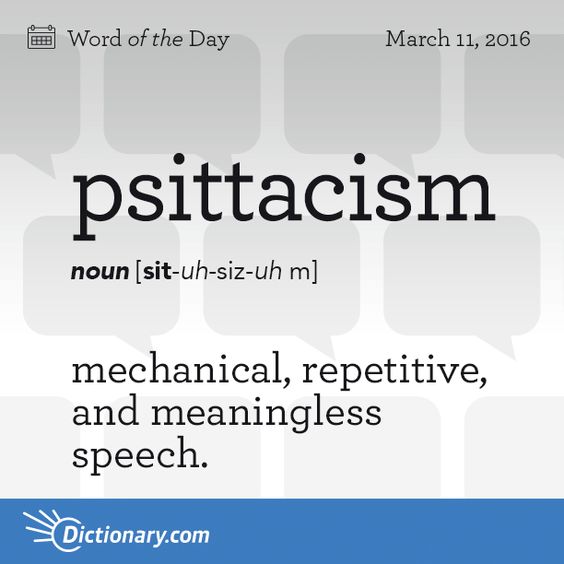 Word of the Day
March 11, 2016
psittacism
noun [sit-uh-siz-uh m]
mechanical, repetitive,
and meaningless
speech.
Dictionary.com